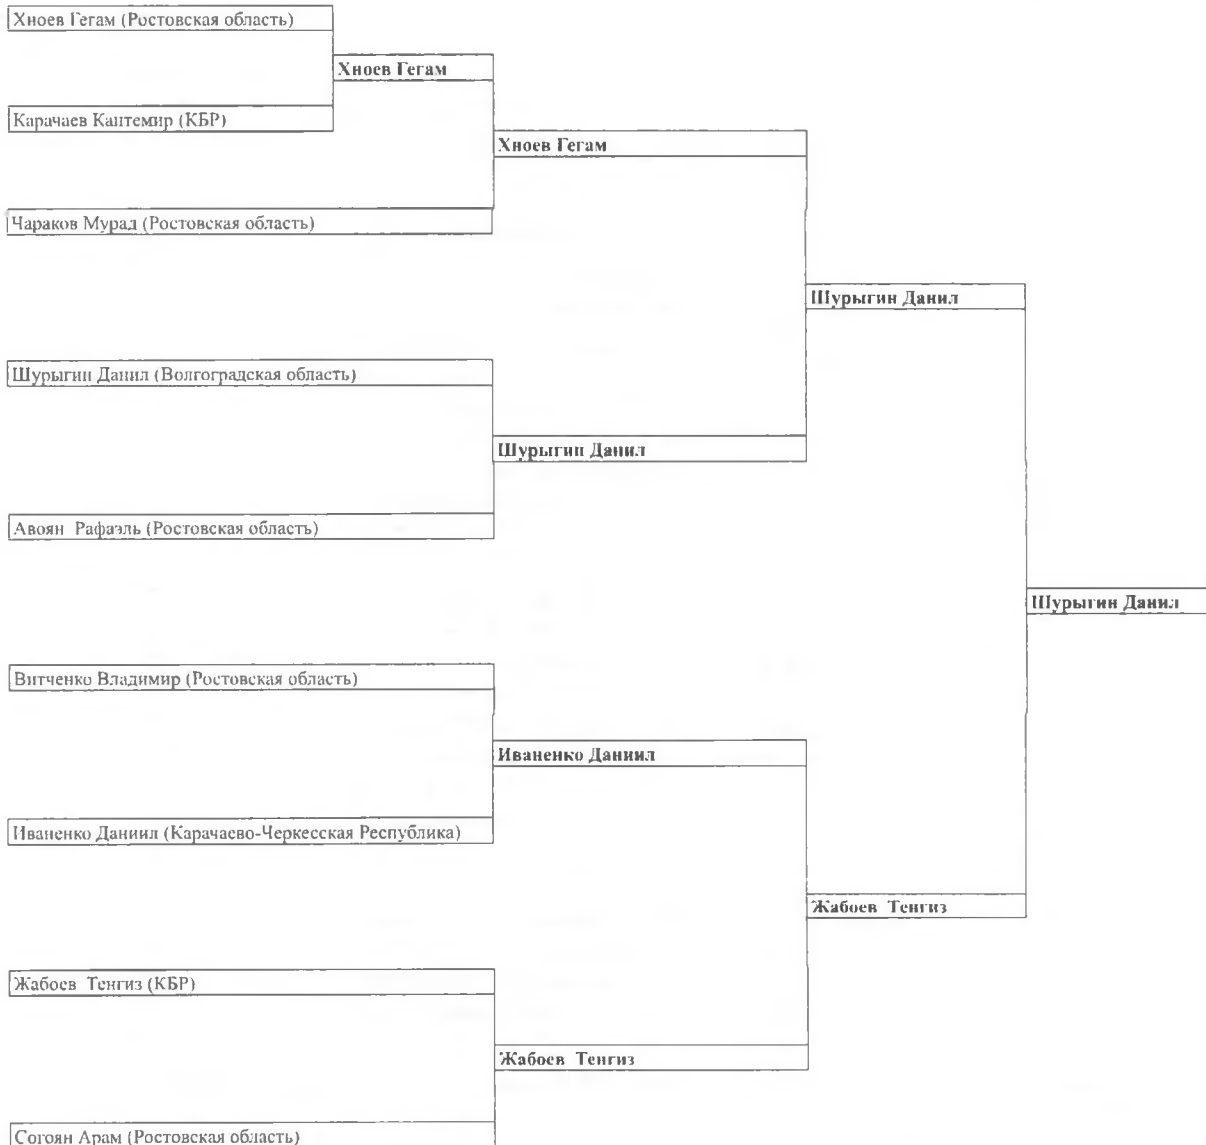 Хноев Гегам (Ростовская область)
Хноев Гегам
Карачаев Кантемир (КБР)
Хноев Гегам
Чараков Мурад (Ростовская область)
Шурыгин Данил
Шурыгин Данил (Волгоградская область)
Шурыгин Данил
Авоян Рафаэль (Ростовская область)
Шурыгин Данил
Витченко Владимир (Ростовская область)
Иваненко Даниил
Иваненко Даниил (Карачаево-Черкесская Республика)
Жабоев Тенгиз
Жабоев Тенгиз (КБР)
Жабоев Тенгиз
Согоян Арам (Ростовская область)